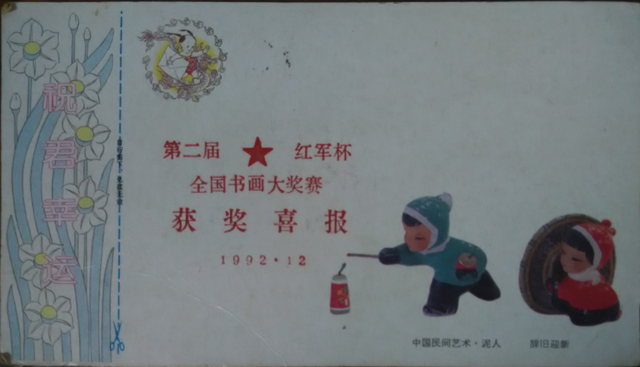 祝君幸运
第二届 ★ 红军杯
全国书画大奖赛
获奖喜报
1992·12
中国民间艺术·泥人
辞旧迎新